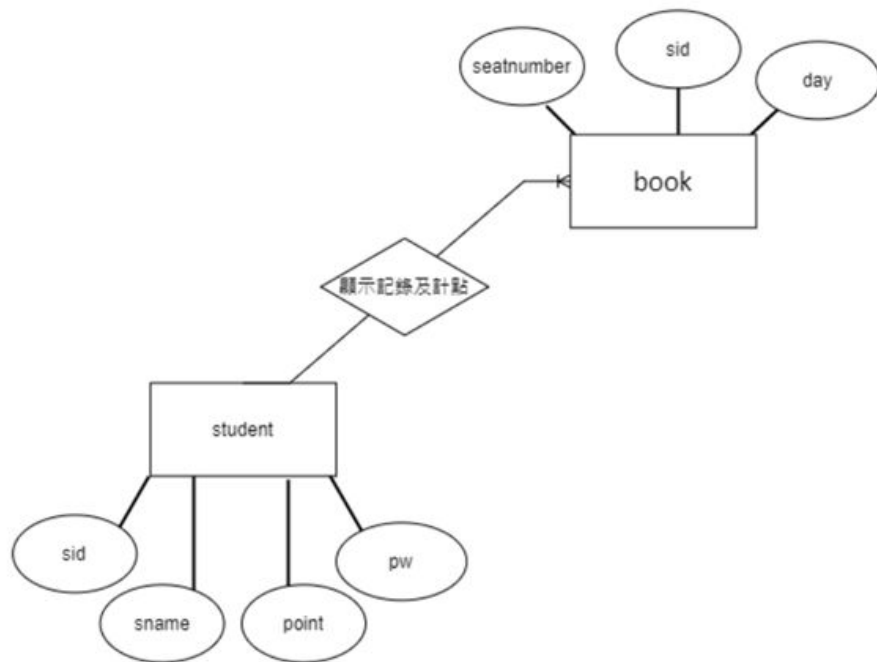 seatnumber
sid
day
book
顯示記錄及計點
student
sid
pw
sname
point